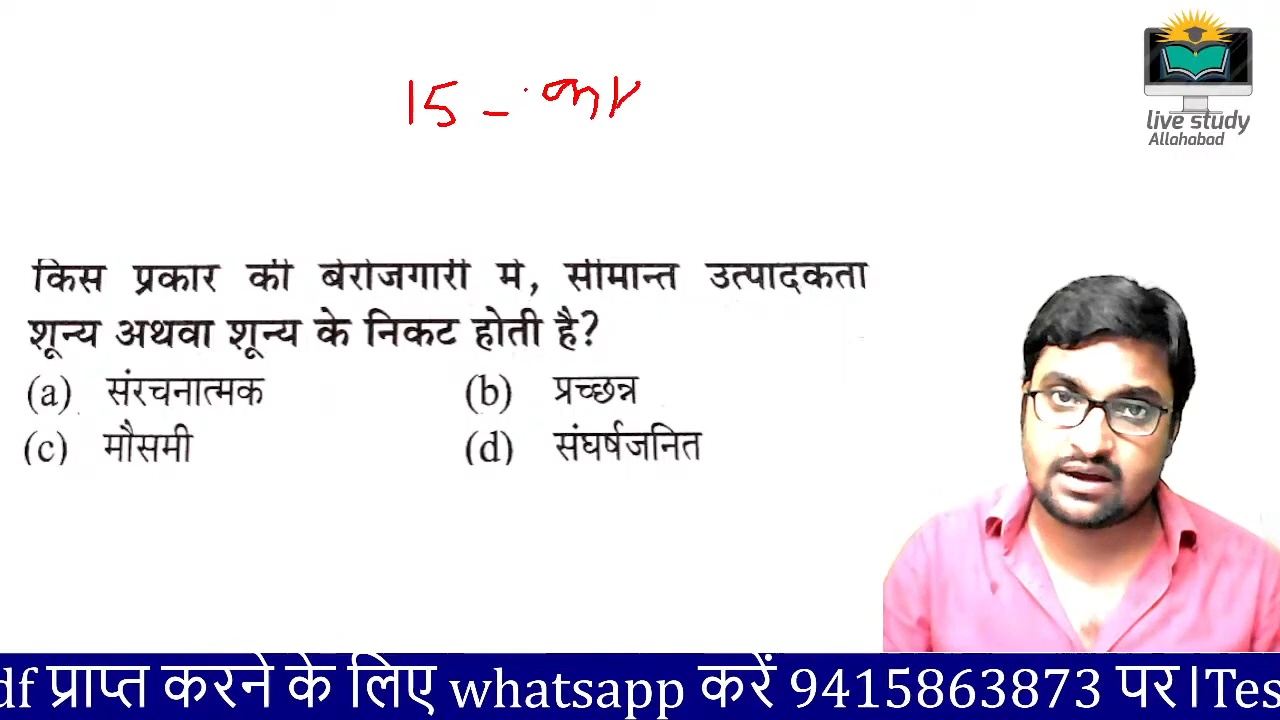 15 -
live study
Allahabad
किस प्रकार की बेरोजगारी में, सीमान्त उत्पादकता
शून्य अथवा शून्य के निकट होती है?
(a) संरचनात्मक (b) प्रच्छन्न
(c) मौसमी (d) संघर्षजनित
df प्राप्त करने के लिए whatsapp करें 9415863873 पर।Tes